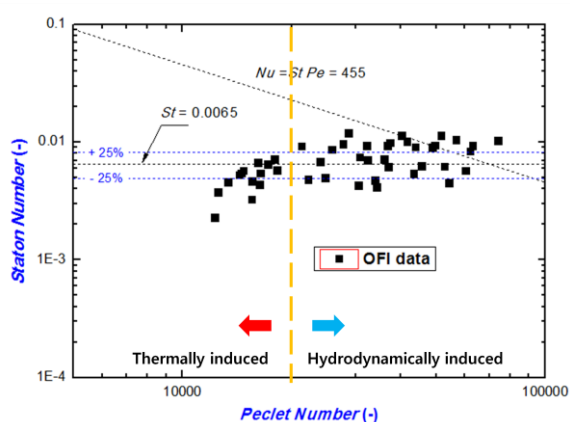 0.1
Nu = St Pe = 455
St = 0.0065
0.01
+ 25%
- 25%
Staton Number (-)
OFI data
1E-3
Thermally induced
Hydrodynamically induced
1E-4
10000
100000
Peclet Number (-)